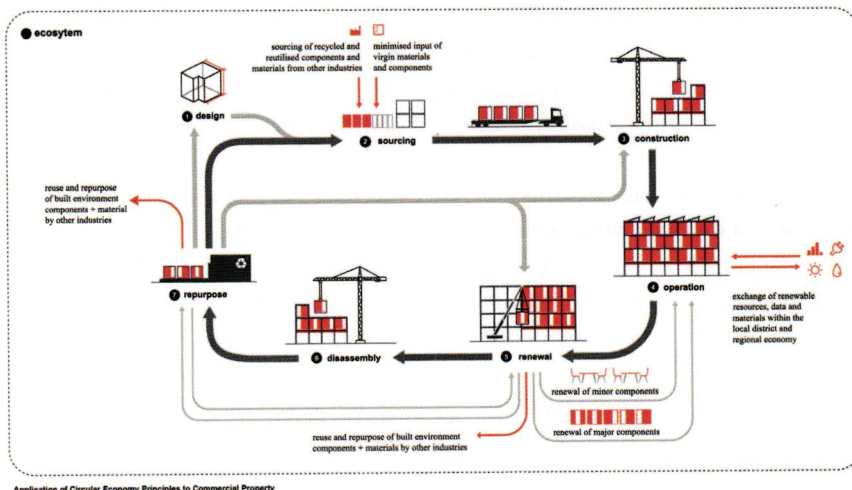 ecosytem
sourcing of recycled and
reutilised components and
materials from other industries
minimised input of
virgin materials
and components
1 design
2 sourcing
3 construction
reuse and repurpose
of built environment
components + material
by other industries
7 repurpose
4 operation
exchange of renewable
resources, data and
materials within the
local district and
regional economy
6 disassembly
5 renewal
renewal of minor components
renewal of major components
reuse and repurpose of built environment
components + materials by other industries
Application of Circular Economy Principles to Commercial Property